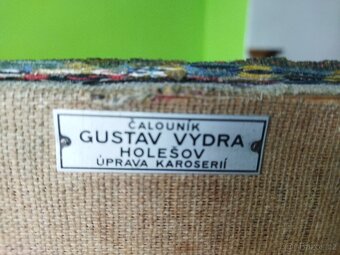 ČALOUNÍK
GUSTAV VYDRA
HOLEŠOV
ÚPRAVA KAROSERIÍ